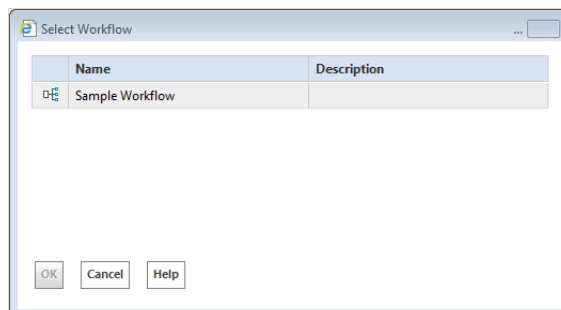 Select Workflow ...
Name Description
Sample Workflow
OK Cancel Help